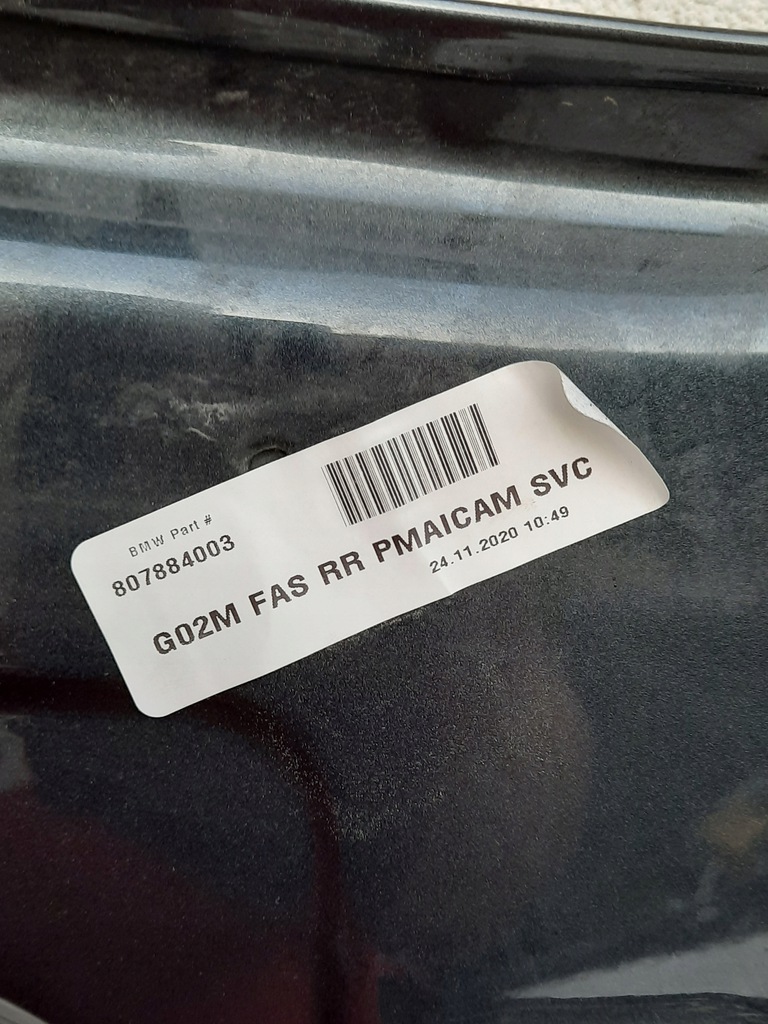 BMW Part #
807884003
G02M FAS RR PMAICAM SVC
24.11.2020 10:49